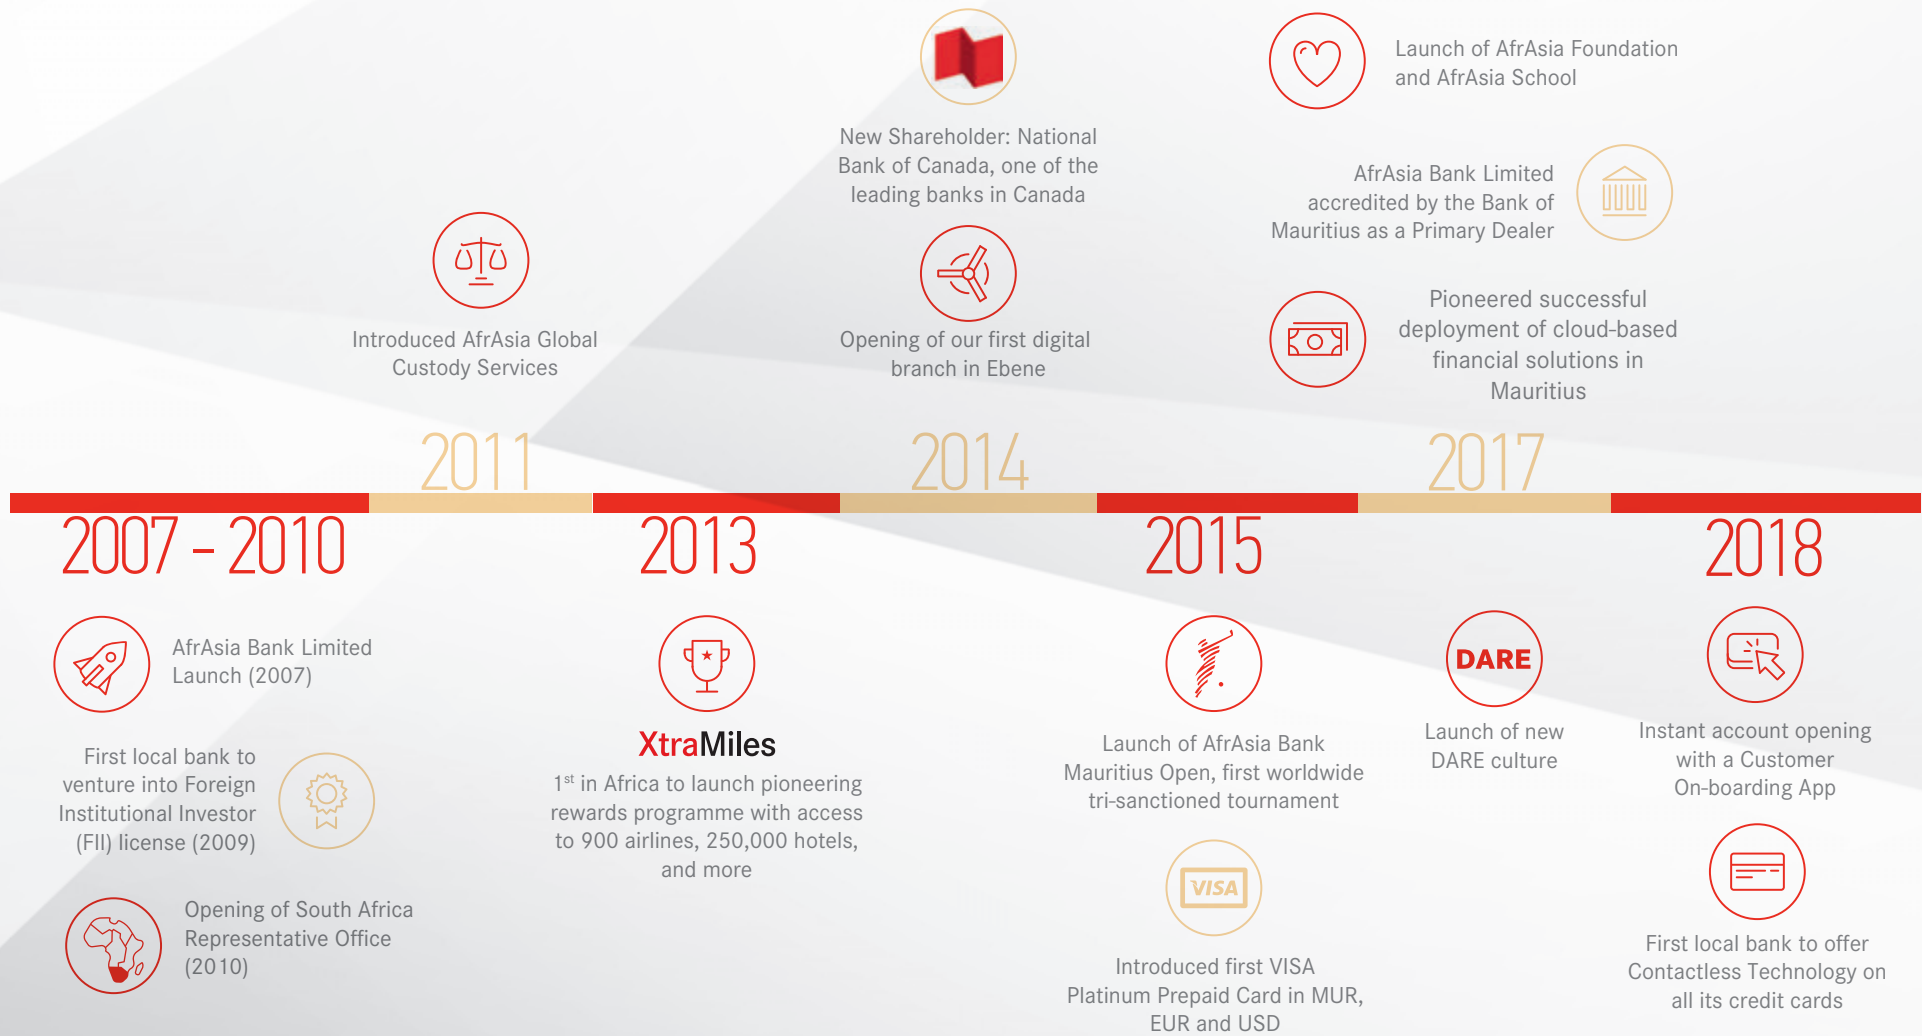 2007 - 2010
AfrAsia Bank Limited
Launch (2007)
First local bank to
venture into Foreign
Institutional Investor
(FII) license (2009)
Opening of South Africa
Representative Office
(2010)
2011
Introduced AfrAsia Global
Custody Services
2013
XtraMiles
1st in Africa to launch pioneering
rewards programme with access
to 900 airlines, 250,000 hotels,
and more
2014
New Shareholder: National
Bank of Canada, one of the
leading banks in Canada
Opening of our first digital
branch in Ebene
2015
Launch of AfrAsia Bank
Mauritius Open, first worldwide
tri-sanctioned tournament
VISA
Introduced first VISA
Platinum Prepaid Card in MUR,
EUR and USD
DARE
Launch of new
DARE culture
2017
Launch of AfrAsia Foundation
and AfrAsia School
AfrAsia Bank Limited
accredited by the Bank of
Mauritius as a Primary Dealer
Pioneered successful
deployment of cloud-based
financial solutions in
Mauritius
2018
Instant account opening
with a Customer
On-boarding App
First local bank to offer
Contactless Technology on
all its credit cards